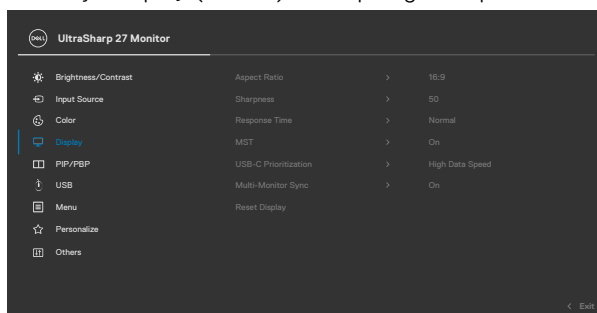 DELL
UltraSharp 27 Monitor
Brightness/Contrast Aspect Ratio > 16:9
Input Source Sharpness > 50
Color Response Time > Normal
Display MST > On
PIP/PBP USB-C Prioritization > High Data Speed
USB Multi-Monitor Sync > On
Menu Reset Display
Personalize
Others
< Exit